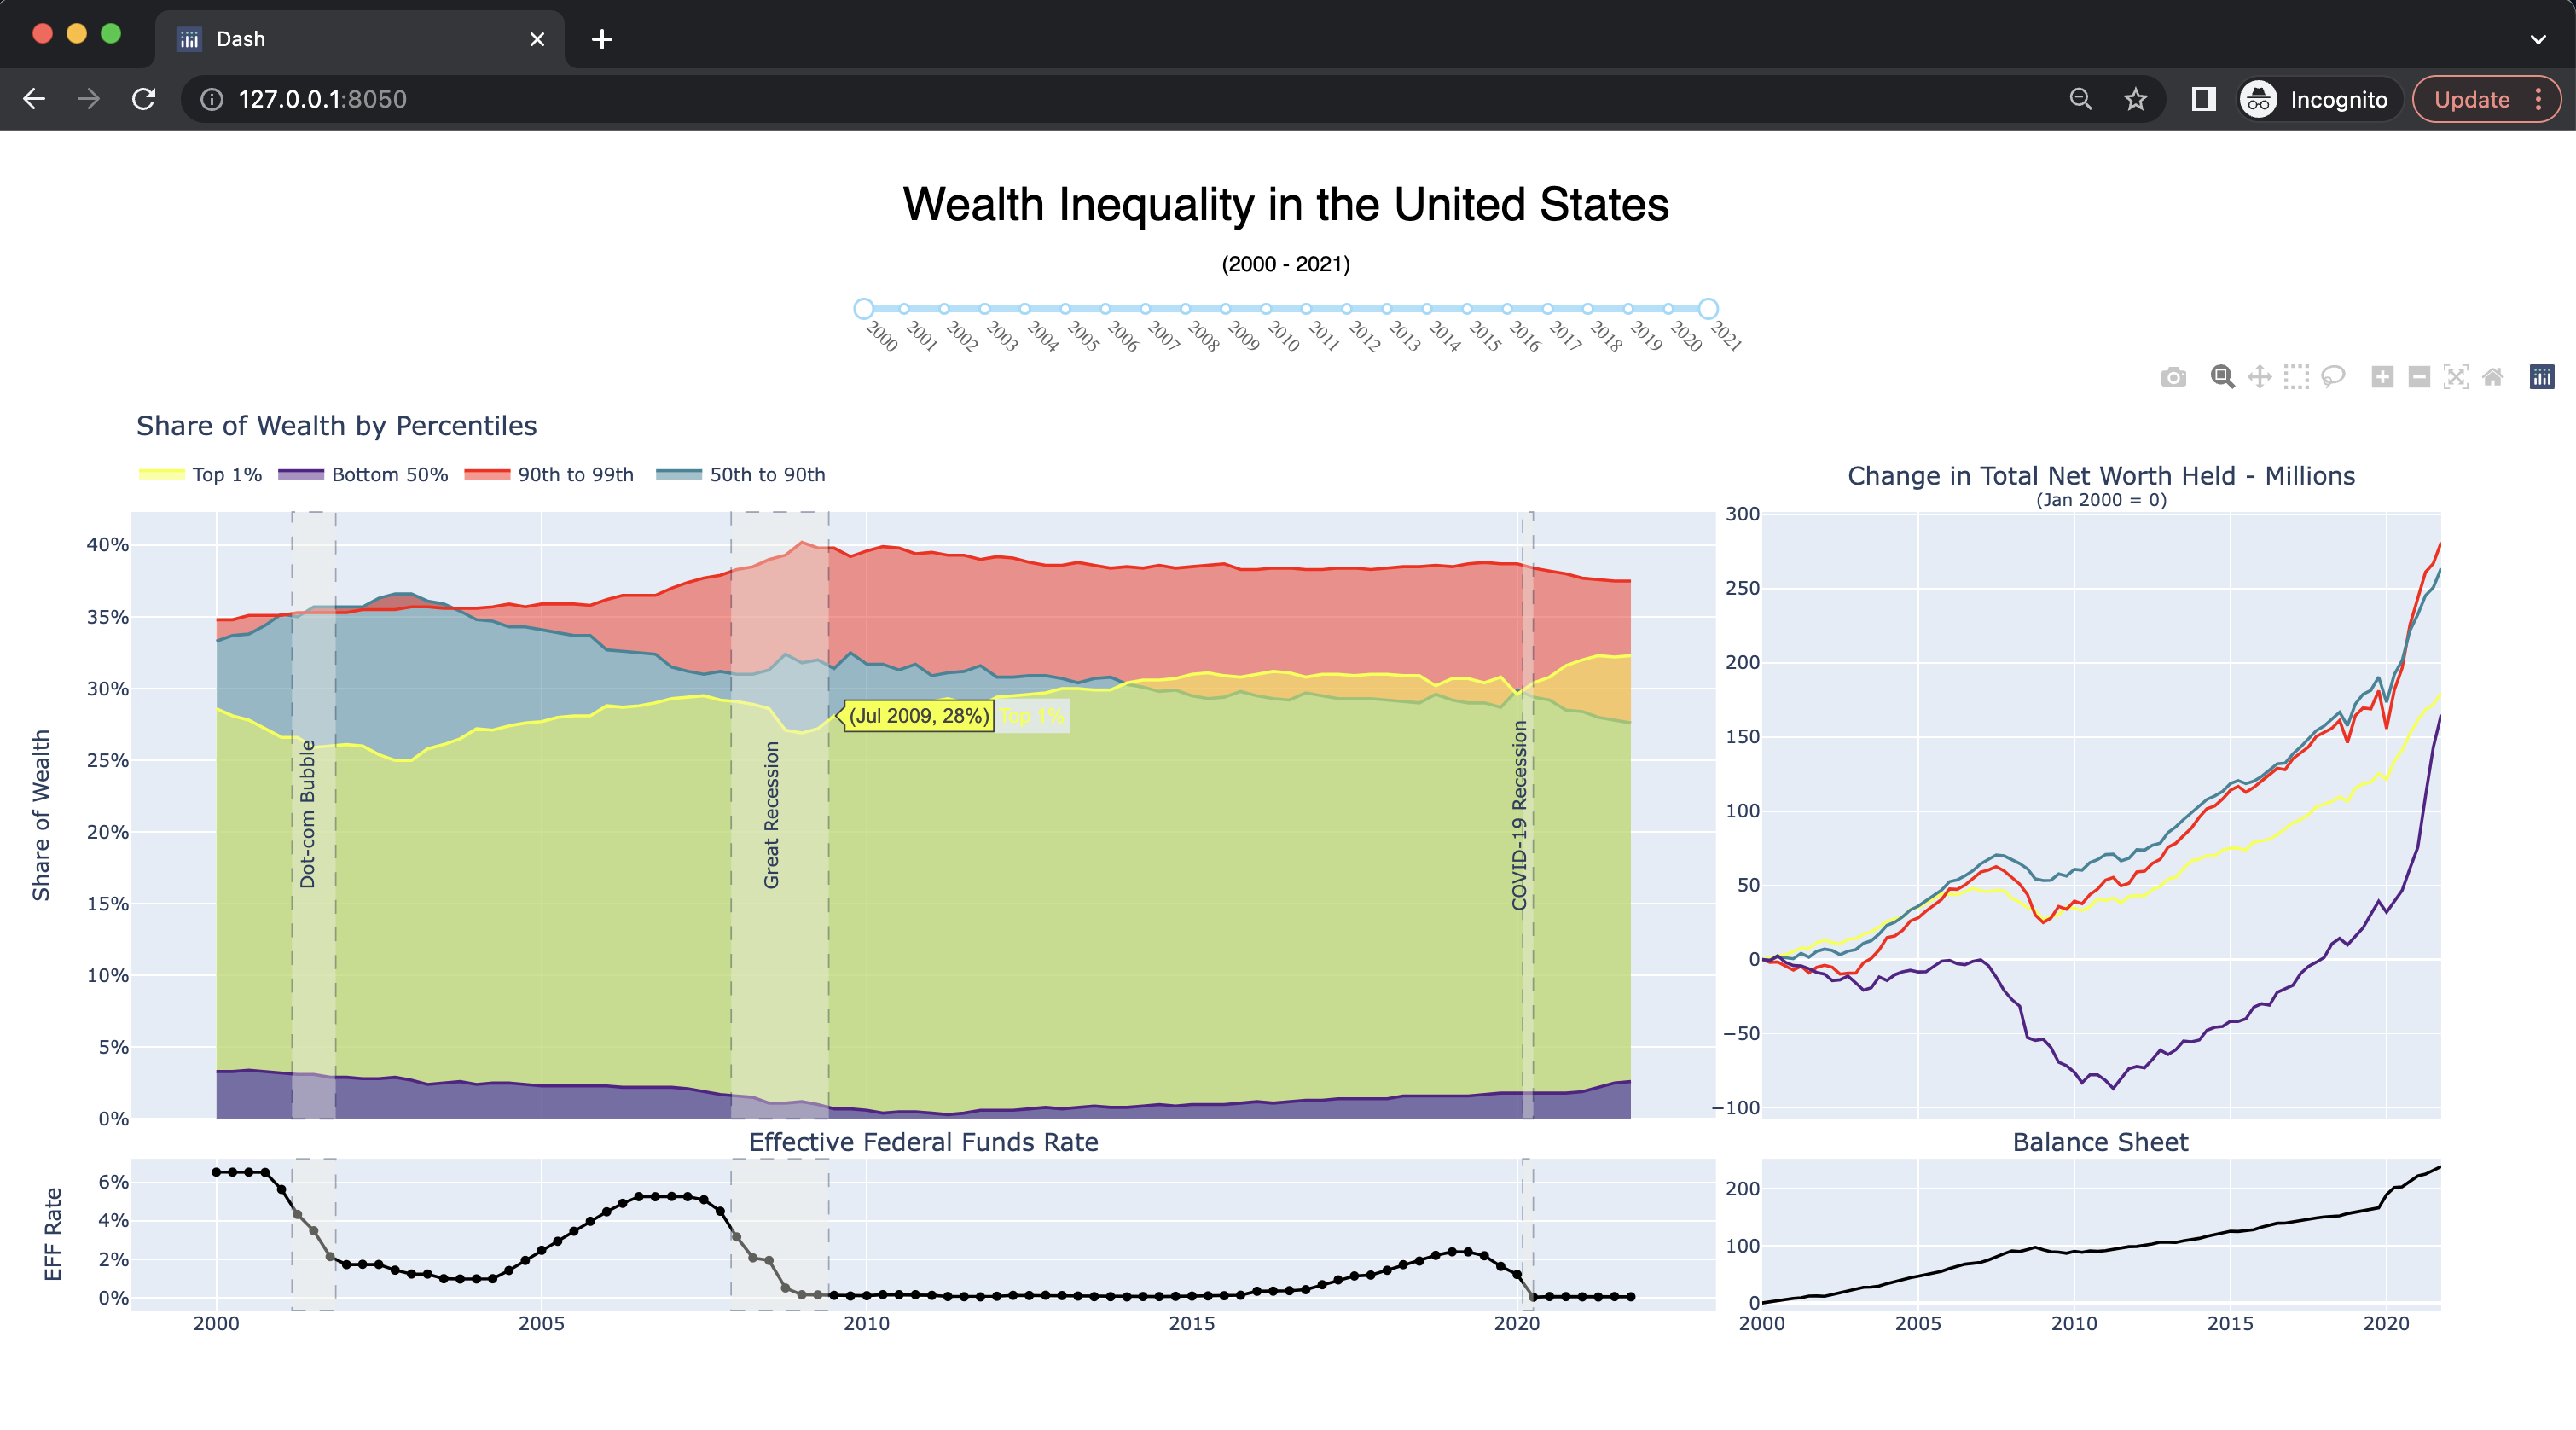 Dash
127.0.0.1:8050
Incognito
Update
Wealth Inequality in the United States
(2000 - 2021)
2000 2001 2002 2003 2004 2005 2006 2007 2008 2009 2010 2011 2012 2013 2014 2015 2016 2017 2018 2019 2020 2021
Share of Wealth by Percentiles
Top 1% Bottom 50% 90th to 99th 50th to 90th
Share of Wealth
40%
35%
30%
25%
20%
15%
10%
5%
0%
Dot-com Bubble
Great Recession
COVID-19 Recession
(Jul 2009, 28%) Top 1%
Change in Total Net Worth Held - Millions
(Jan 2000 = 0)
300
250
200
150
100
50
0
−50
−100
Effective Federal Funds Rate
EFF Rate
6%
4%
2%
0%
2000 2005 2010 2015 2020
Balance Sheet
200
100
0
2000 2005 2010 2015 2020